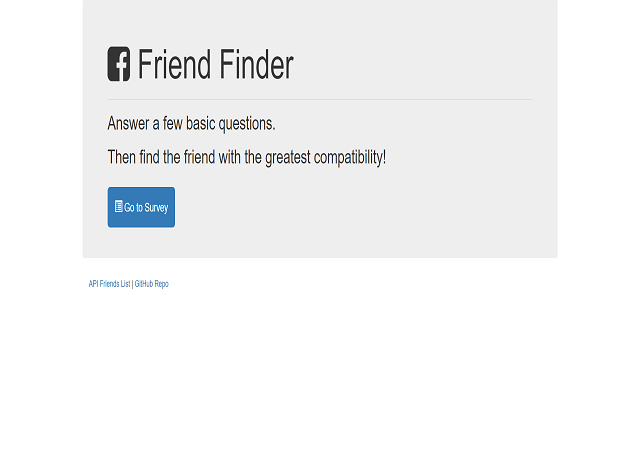 Friend Finder
Answer a few basic questions.
Then find the friend with the greatest compatibility!
Go to Survey
API Friends List | GitHub Repo